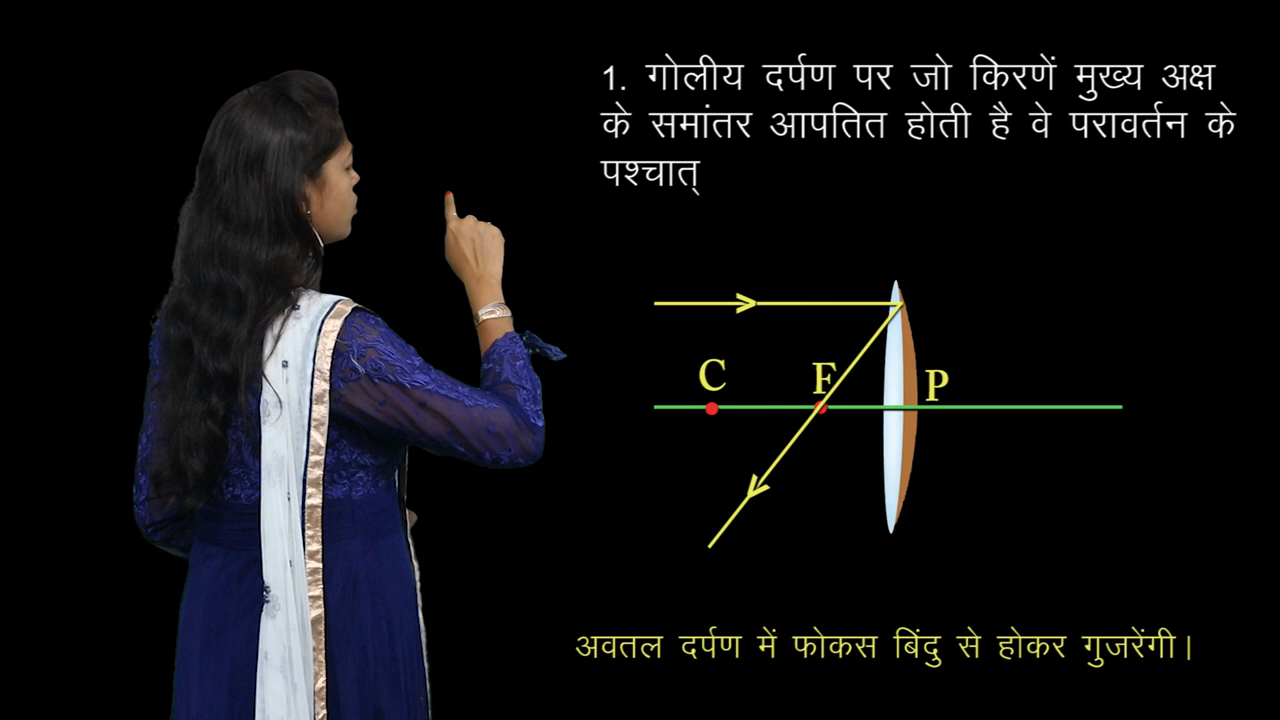 1. गोलीय दर्पण पर जो किरणें मुख्य अक्ष
के समांतर आपतित होती है वे परावर्तन के
पश्चात्
C
F
P
अवतल दर्पण में फोकस बिंदु से होकर गुजरेंगी।